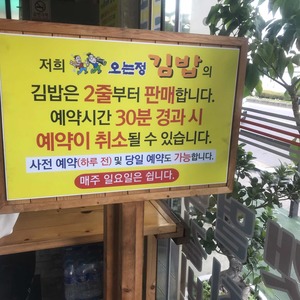 저희 오는정 김밥의
김밥은 2줄부터 판매합니다.
예약시간 30분 경과 시
예약이 취소될 수 있습니다.
사전 예약(하루 전) 및 당일 예약도 가능합니다.
매주 일요일은 쉽니다.